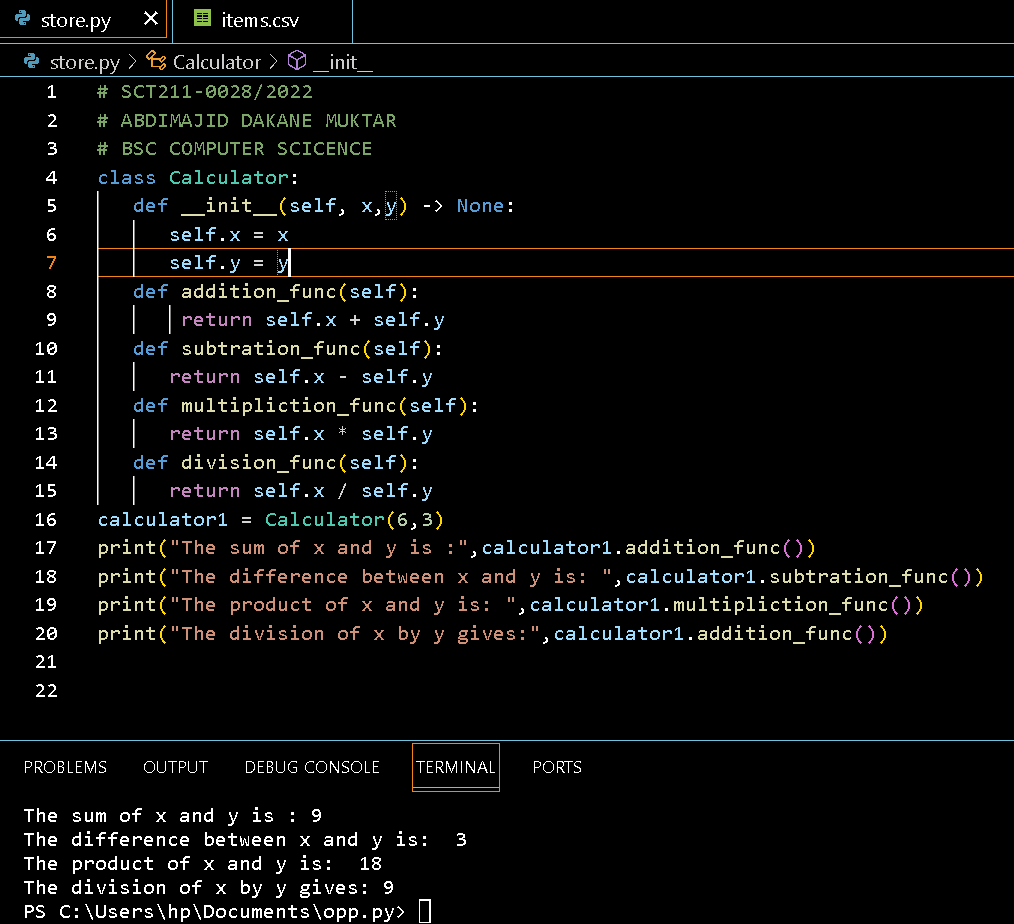 store.py × items.csv
store.py > Calculator > __init__
1 # SCT211-0028/2022
2 # ABDIMAJID DAKANE MUKTAR
3 # BSC COMPUTER SCICENCE
4 class Calculator:
5 def __init__(self, x,y) -> None:
6 self.x = x
7 self.y = y
8 def addition_func(self):
9 return self.x + self.y
10 def subtration_func(self):
11 return self.x - self.y
12 def multipliction_func(self):
13 return self.x * self.y
14 def division_func(self):
15 return self.x / self.y
16 calculator1 = Calculator(6,3)
17 print("The sum of x and y is :",calculator1.addition_func())
18 print("The difference between x and y is: ",calculator1.subtration_func())
19 print("The product of x and y is: ",calculator1.multipliction_func())
20 print("The division of x by y gives:",calculator1.addition_func())
21
22
PROBLEMS OUTPUT DEBUG CONSOLE TERMINAL PORTS
The sum of x and y is : 9
The difference between x and y is:  3
The product of x and y is:  18
The division of x by y gives: 9
PS C:\Users\hp\Documents\opp.py>